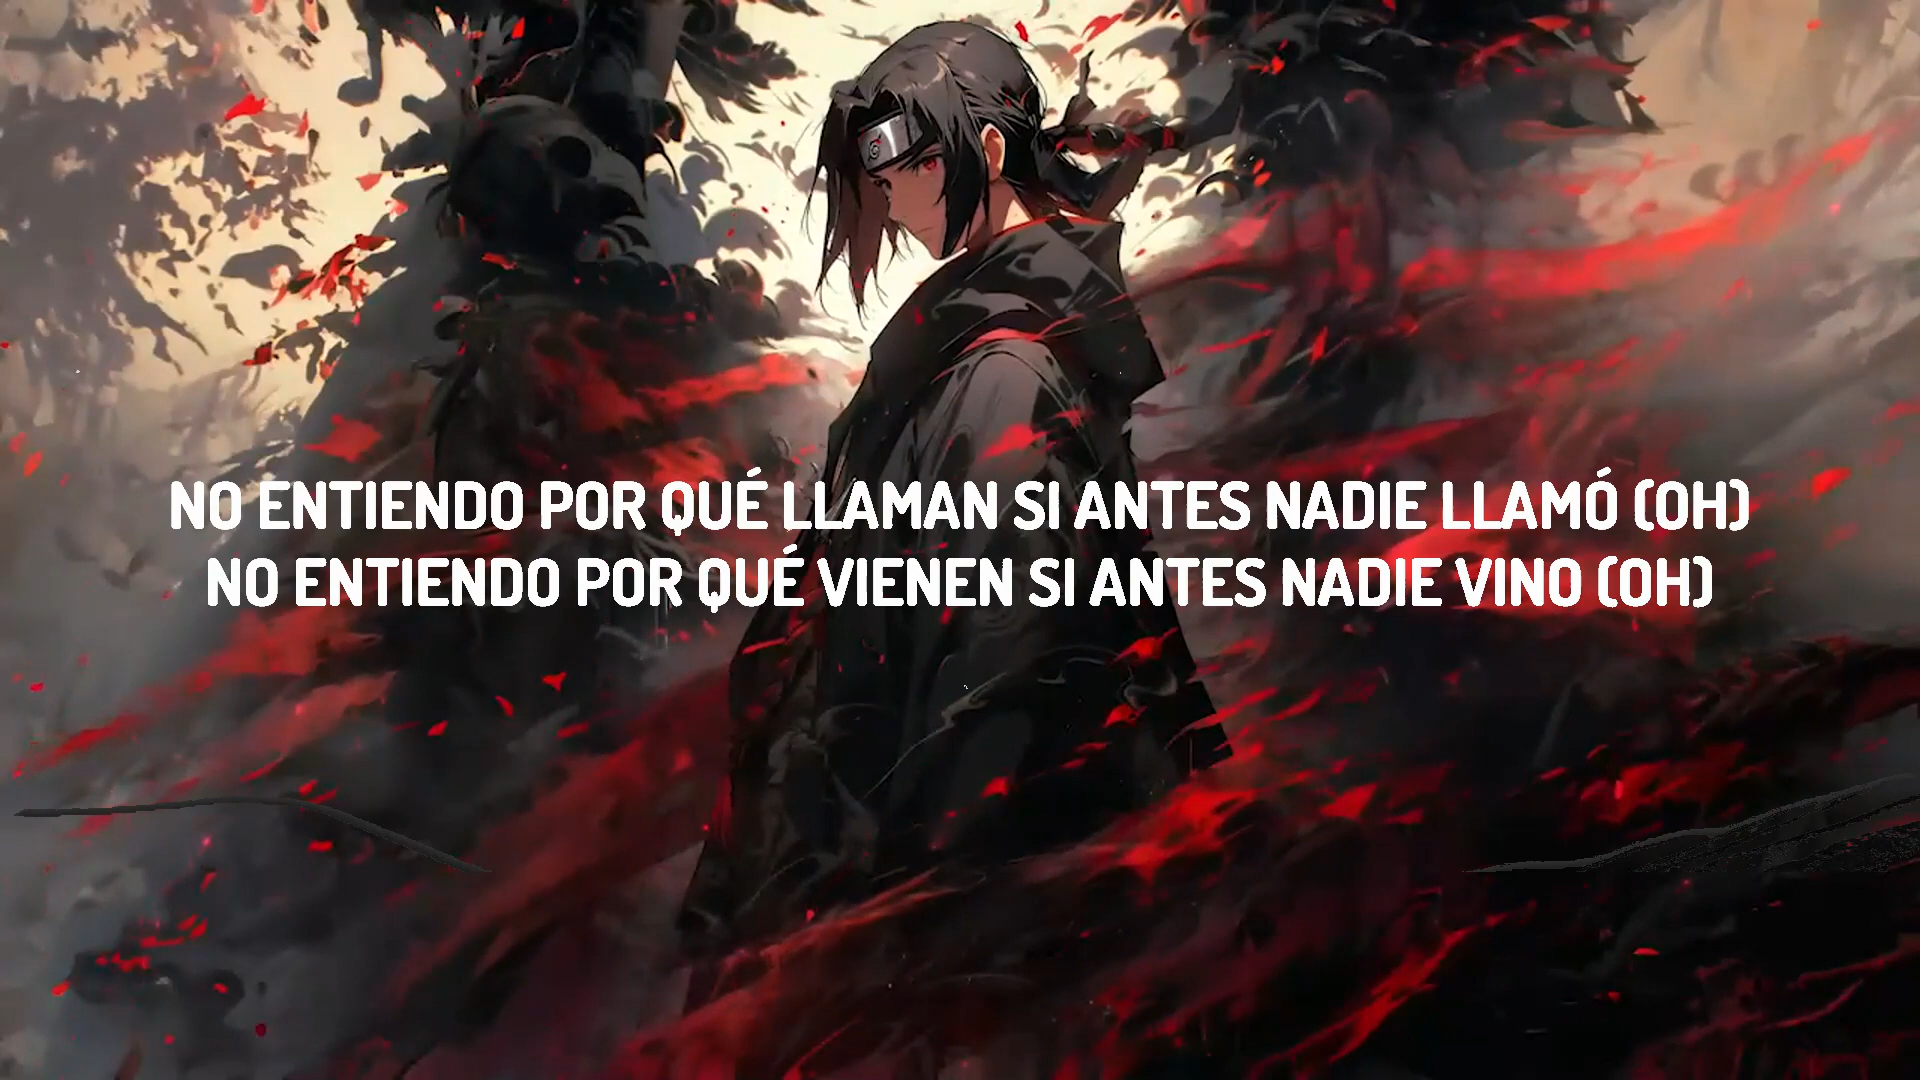 NO ENTIENDO POR QUÉ LLAMAN SI ANTES NADIE LLAMÓ (OH)
NO ENTIENDO POR QUÉ VIENEN SI ANTES NADIE VINO (OH)